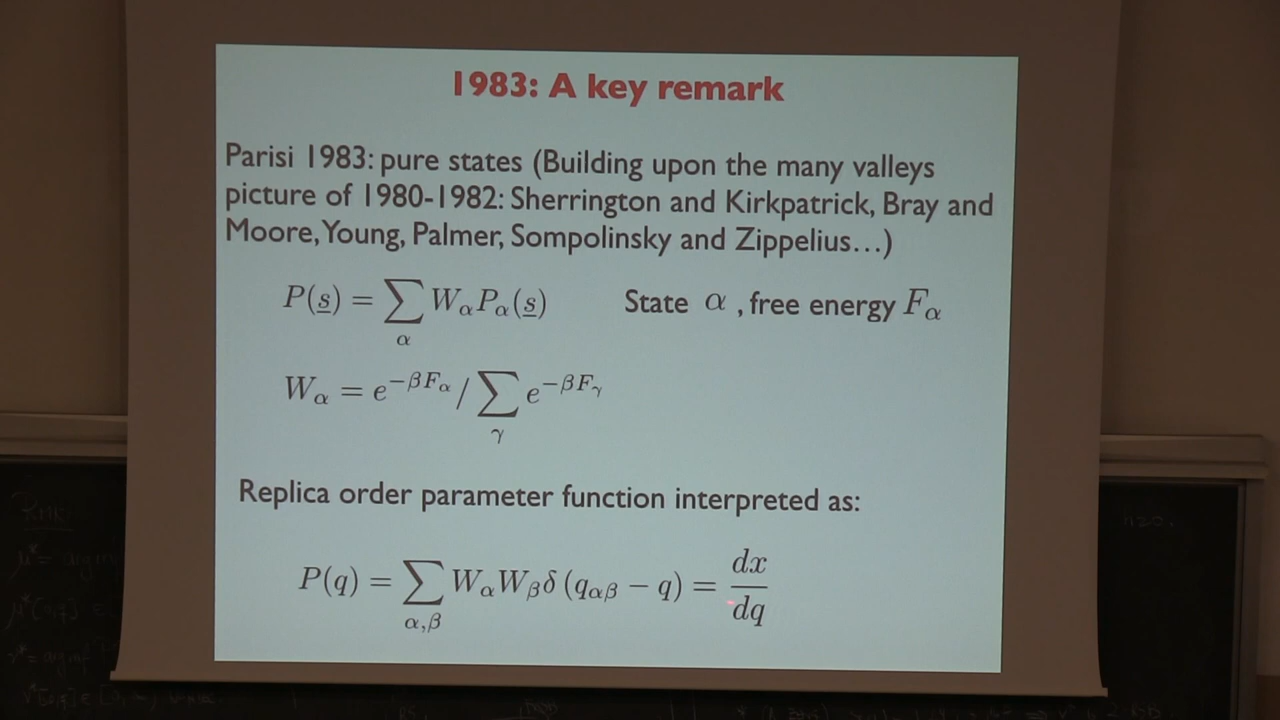 1983: A key remark
Parisi 1983: pure states (Building upon the many valleys
picture of 1980-1982: Sherrington and Kirkpatrick, Bray and
Moore, Young, Palmer, Sompolinsky and Zippelius…)
P(s̲) = ∑_α W_α P_α(s̲) State α , free energy F_α
W_α = e^{-βF_α} / ∑_γ e^{-βF_γ}
Replica order parameter function interpreted as:
P(q) = ∑_{α,β} W_α W_β δ (q_{αβ} − q) = dx/dq